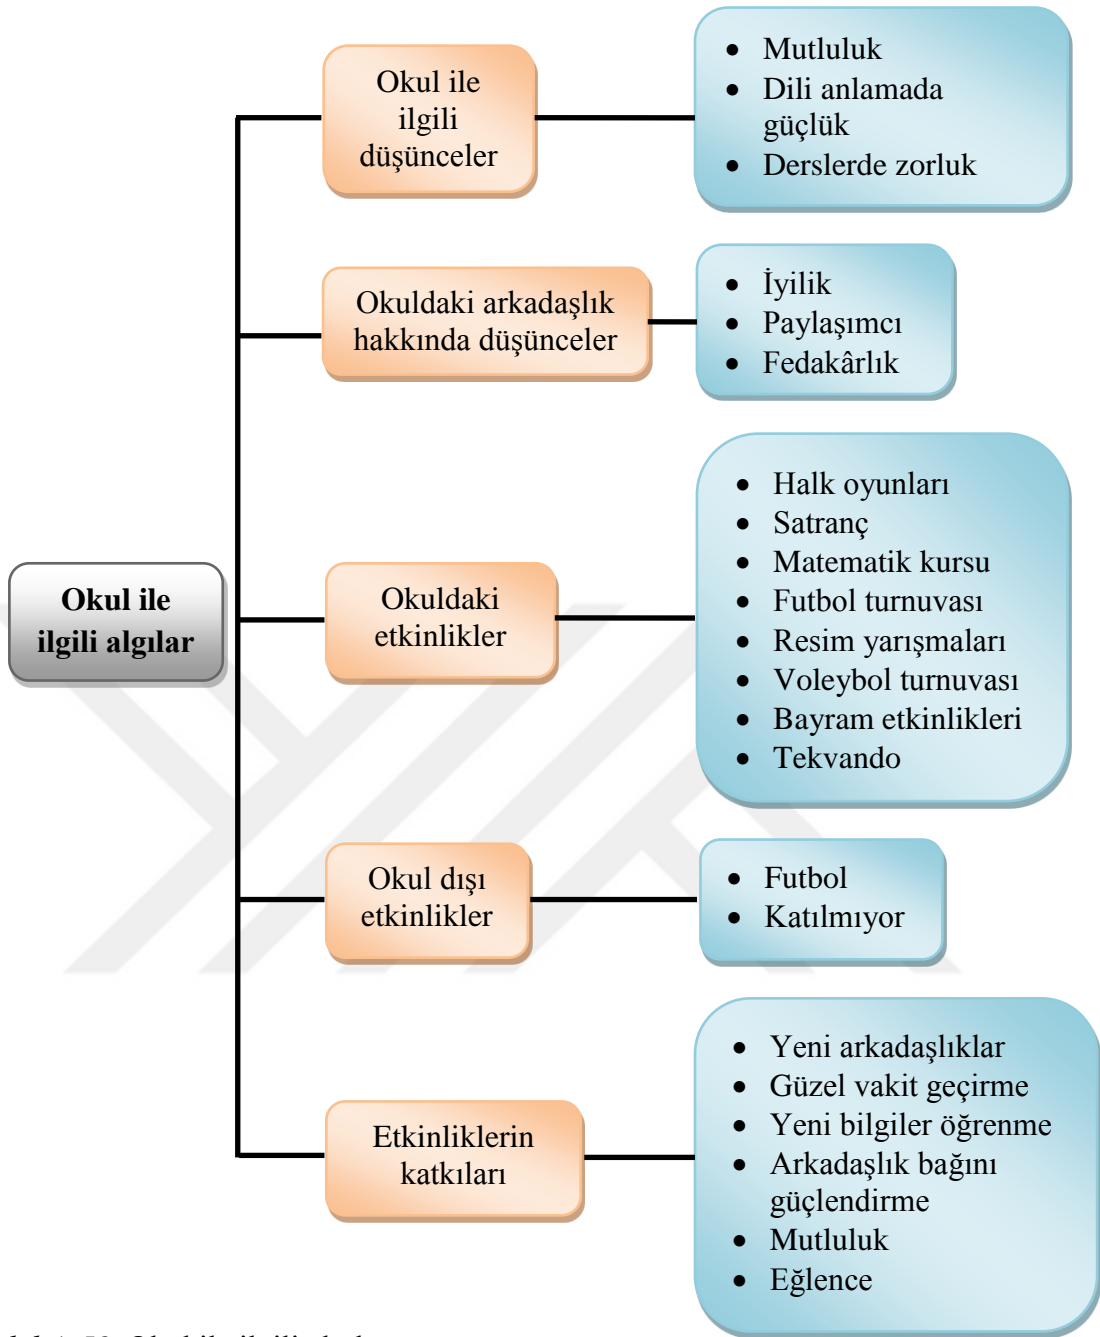 Okul ile
ilgili
düşünceler
• Mutluluk
• Dili anlamada
güçlük
• Derslerde zorluk
Okuldaki arkadaşlık
hakkında düşünceler
• İyilik
• Paylaşımcı
• Fedakârlık
Okul ile
ilgili algılar
Okuldaki
etkinlikler
• Halk oyunları
• Satranç
• Matematik kursu
• Futbol turnuvası
• Resim yarışmaları
• Voleybol turnuvası
• Bayram etkinlikleri
• Tekvando
Okul dışı
etkinlikler
• Futbol
• Katılmıyor
Etkinliklerin
katkıları
• Yeni arkadaşlıklar
• Güzel vakit geçirme
• Yeni bilgiler öğrenme
• Arkadaşlık bağını
güçlendirme
• Mutluluk
• Eğlence